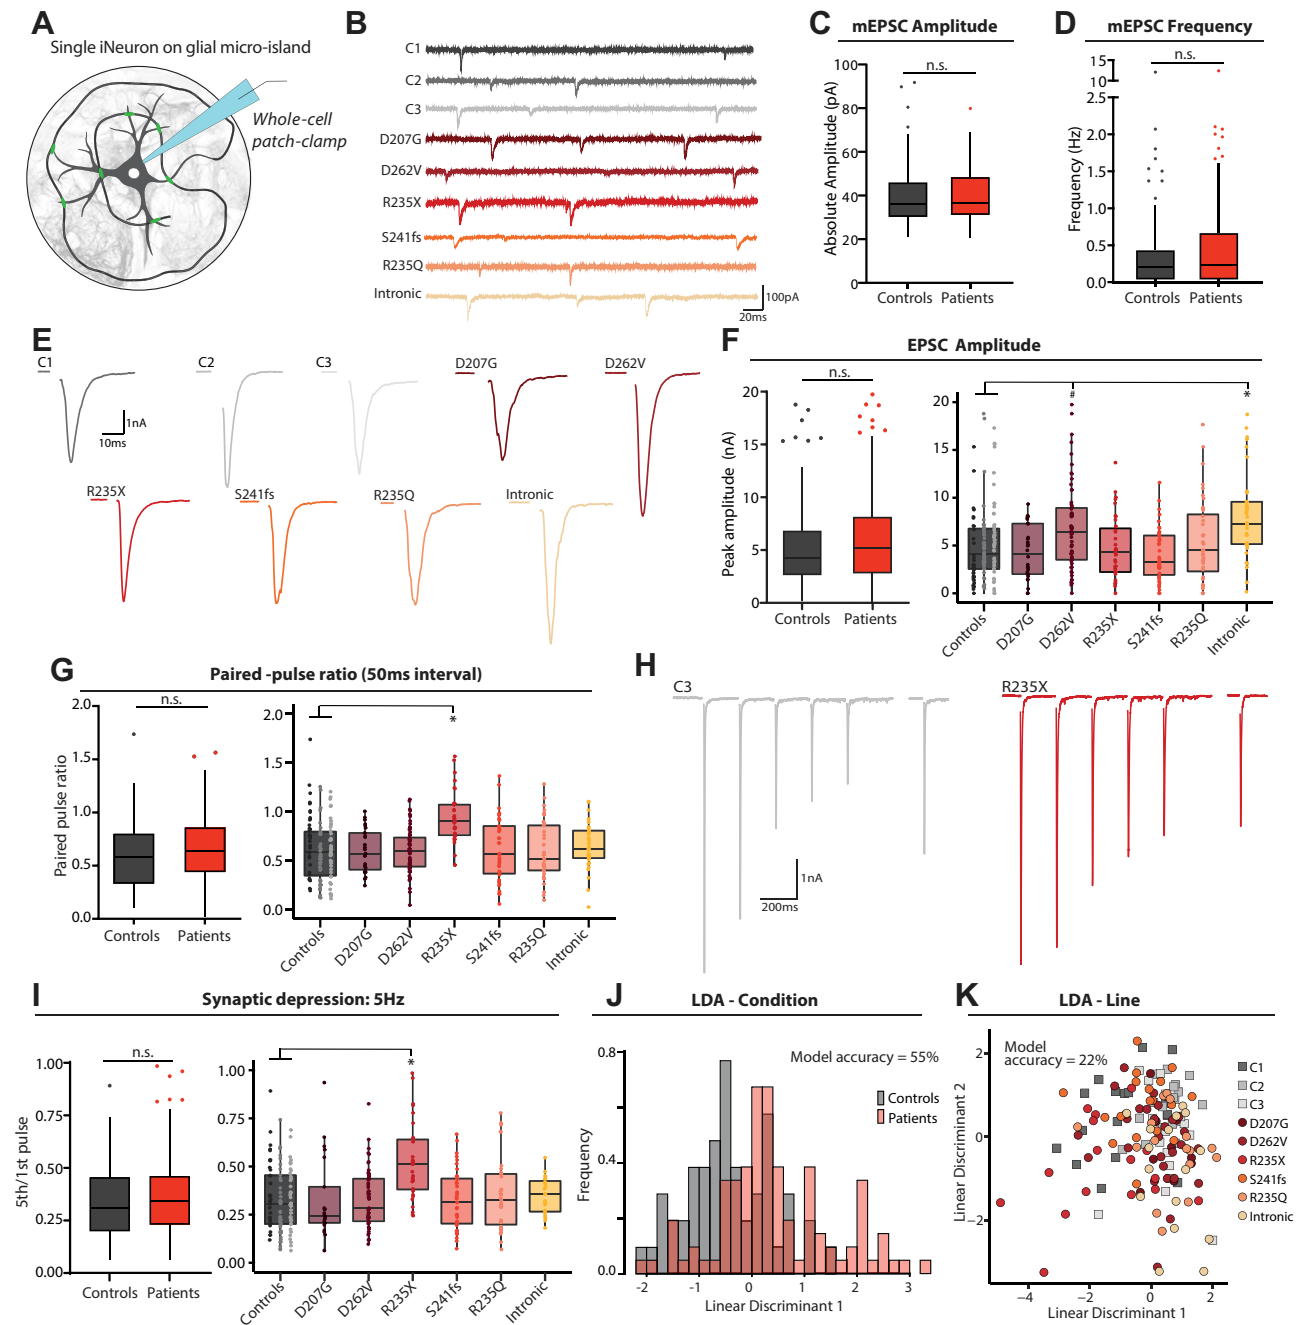 A
Single iNeuron on glial micro-island
Whole-cell
patch-clamp
B
C1
C2
C3
D207G
D262V
R235X
S241fs
R235Q
Intronic
100pA
20ms
C
mEPSC Amplitude
n.s.
Absolute Amplitude (pA)
100
80
60
40
20
0
Controls
Patients
D
mEPSC Frequency
n.s.
Frequency (Hz)
15
10
2.5
2.0
1.5
1.0
0.5
0.0
Controls
Patients
E
C1
C2
C3
D207G
D262V
1nA
10ms
R235X
S241fs
R235Q
Intronic
F
EPSC Amplitude
n.s.
Peak amplitude (nA)
20
15
10
5
0
Controls
Patients
#
*
20
15
10
5
0
Controls
D207G
D262V
R235X
S241fs
R235Q
Intronic
G
Paired -pulse ratio (50ms interval)
n.s.
Paired pulse ratio
2.0
1.5
1.0
0.5
0.0
Controls
Patients
*
2.0
1.5
1.0
0.5
0.0
Controls
D207G
D262V
R235X
S241fs
R235Q
Intronic
H
C3
R235X
1nA
200ms
I
Synaptic depression: 5Hz
n.s.
5th/1st pulse
1.00
0.75
0.50
0.25
0.00
Controls
Patients
*
1.00
0.75
0.50
0.25
0.00
Controls
D207G
D262V
R235X
S241fs
R235Q
Intronic
J
LDA - Condition
Model accuracy = 55%
Controls
Patients
Frequency
0.8
0.4
0.0
-2
-1
0
1
2
3
Linear Discriminant 1
K
LDA - Line
Model
accuracy = 22%
Linear Discriminant 2
2
0
−2
−4
−2
0
2
Linear Discriminant 1
C1
C2
C3
D207G
D262V
R235X
S241fs
R235Q
Intronic